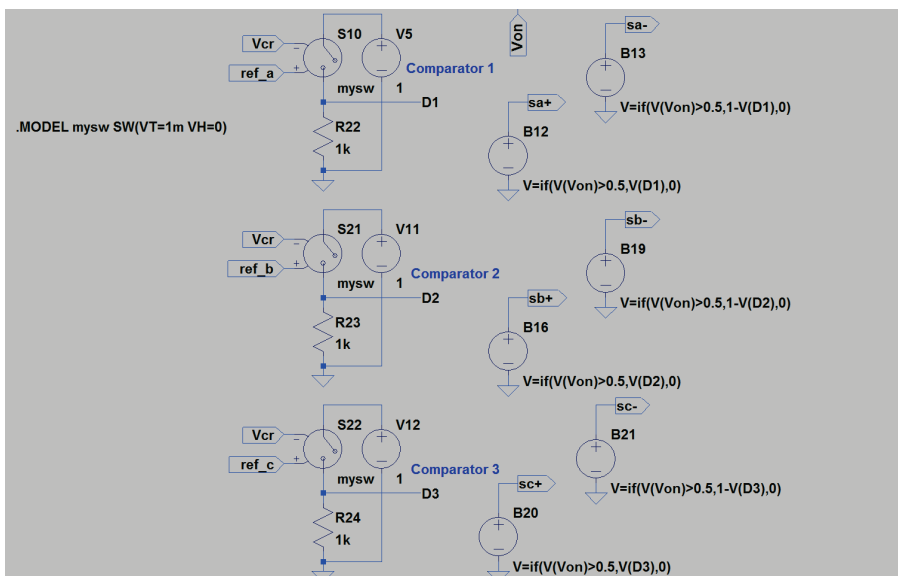 S10
V5
Von
sa-
Vcr
B13
ref_a
Comparator 1
mysw
1
D1
sa+
V=if(V(Von)>0.5,1-V(D1),0)
.MODEL mysw SW(VT=1m VH=0)
R22
B12
1k
V=if(V(Von)>0.5,V(D1),0)
S21
V11
sb-
Vcr
B19
ref_b
Comparator 2
mysw
1
D2
sb+
V=if(V(Von)>0.5,1-V(D2),0)
R23
B16
1k
V=if(V(Von)>0.5,V(D2),0)
S22
V12
sc-
Vcr
B21
ref_c
Comparator 3
mysw
1
D3
sc+
V=if(V(Von)>0.5,1-V(D3),0)
R24
B20
1k
V=if(V(Von)>0.5,V(D3),0)